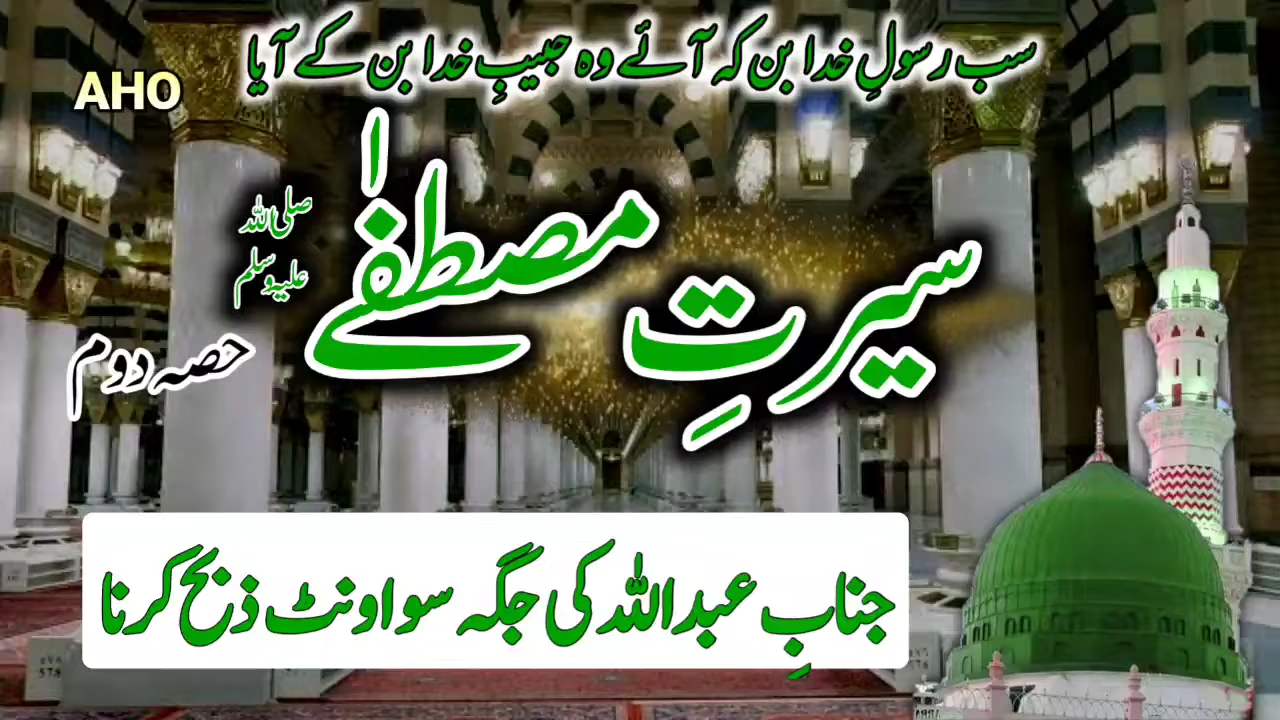 سب رسولِ خدا بن کہ آئے وہ حبیبِ خدا بن کے آیا
AHO
سیرتِ مصطفٰے
صلی اللہ
علیہ وسلم
حصہ دوم
جنابِ عبداللہ کی جگہ سو اونٹ ذبح کرنا